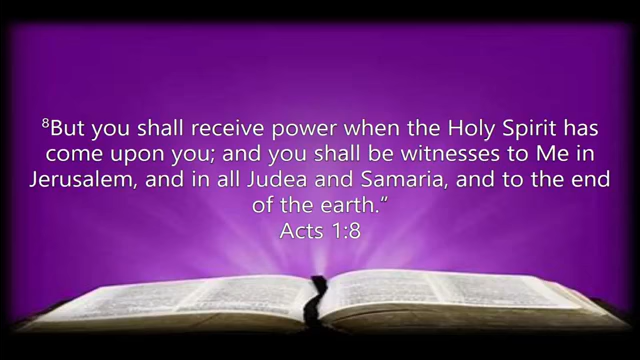 ⁸But you shall receive power when the Holy Spirit has
come upon you; and you shall be witnesses to Me in
Jerusalem, and in all Judea and Samaria, and to the end
of the earth.“
Acts 1:8